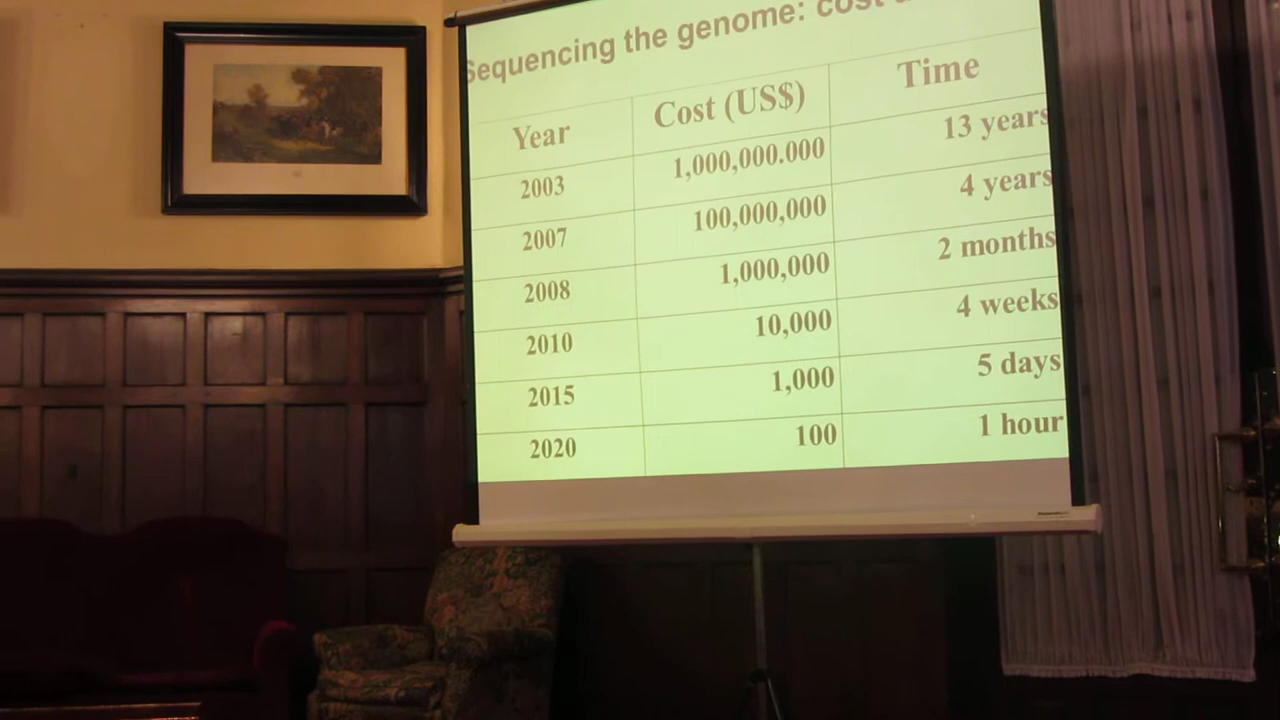 Sequencing the genome: cost
Year Cost (US$) Time
2003 1,000,000.000 13 years
2007 100,000,000 4 years
2008 1,000,000 2 months
2010 10,000 4 weeks
2015 1,000 5 days
2020 100 1 hour